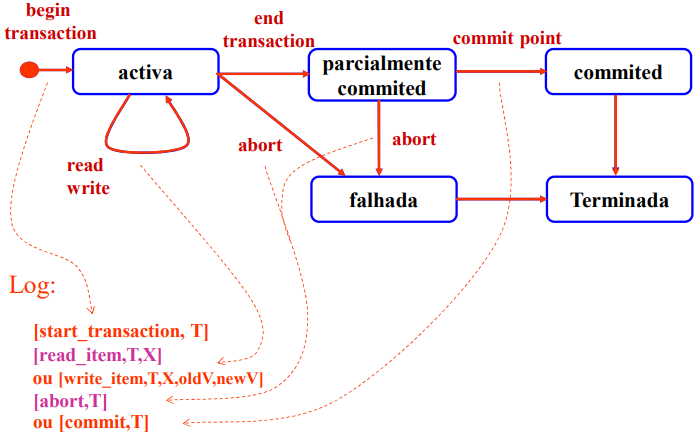 begin
transaction
end
transaction
commit point
activa
parcialmente
commited
commited
read
write
abort
abort
falhada
Terminada
Log:
[start_transaction, T]
[read_item,T,X]
ou [write_item,T,X,oldV,newV]
[abort,T]
ou [commit,T]